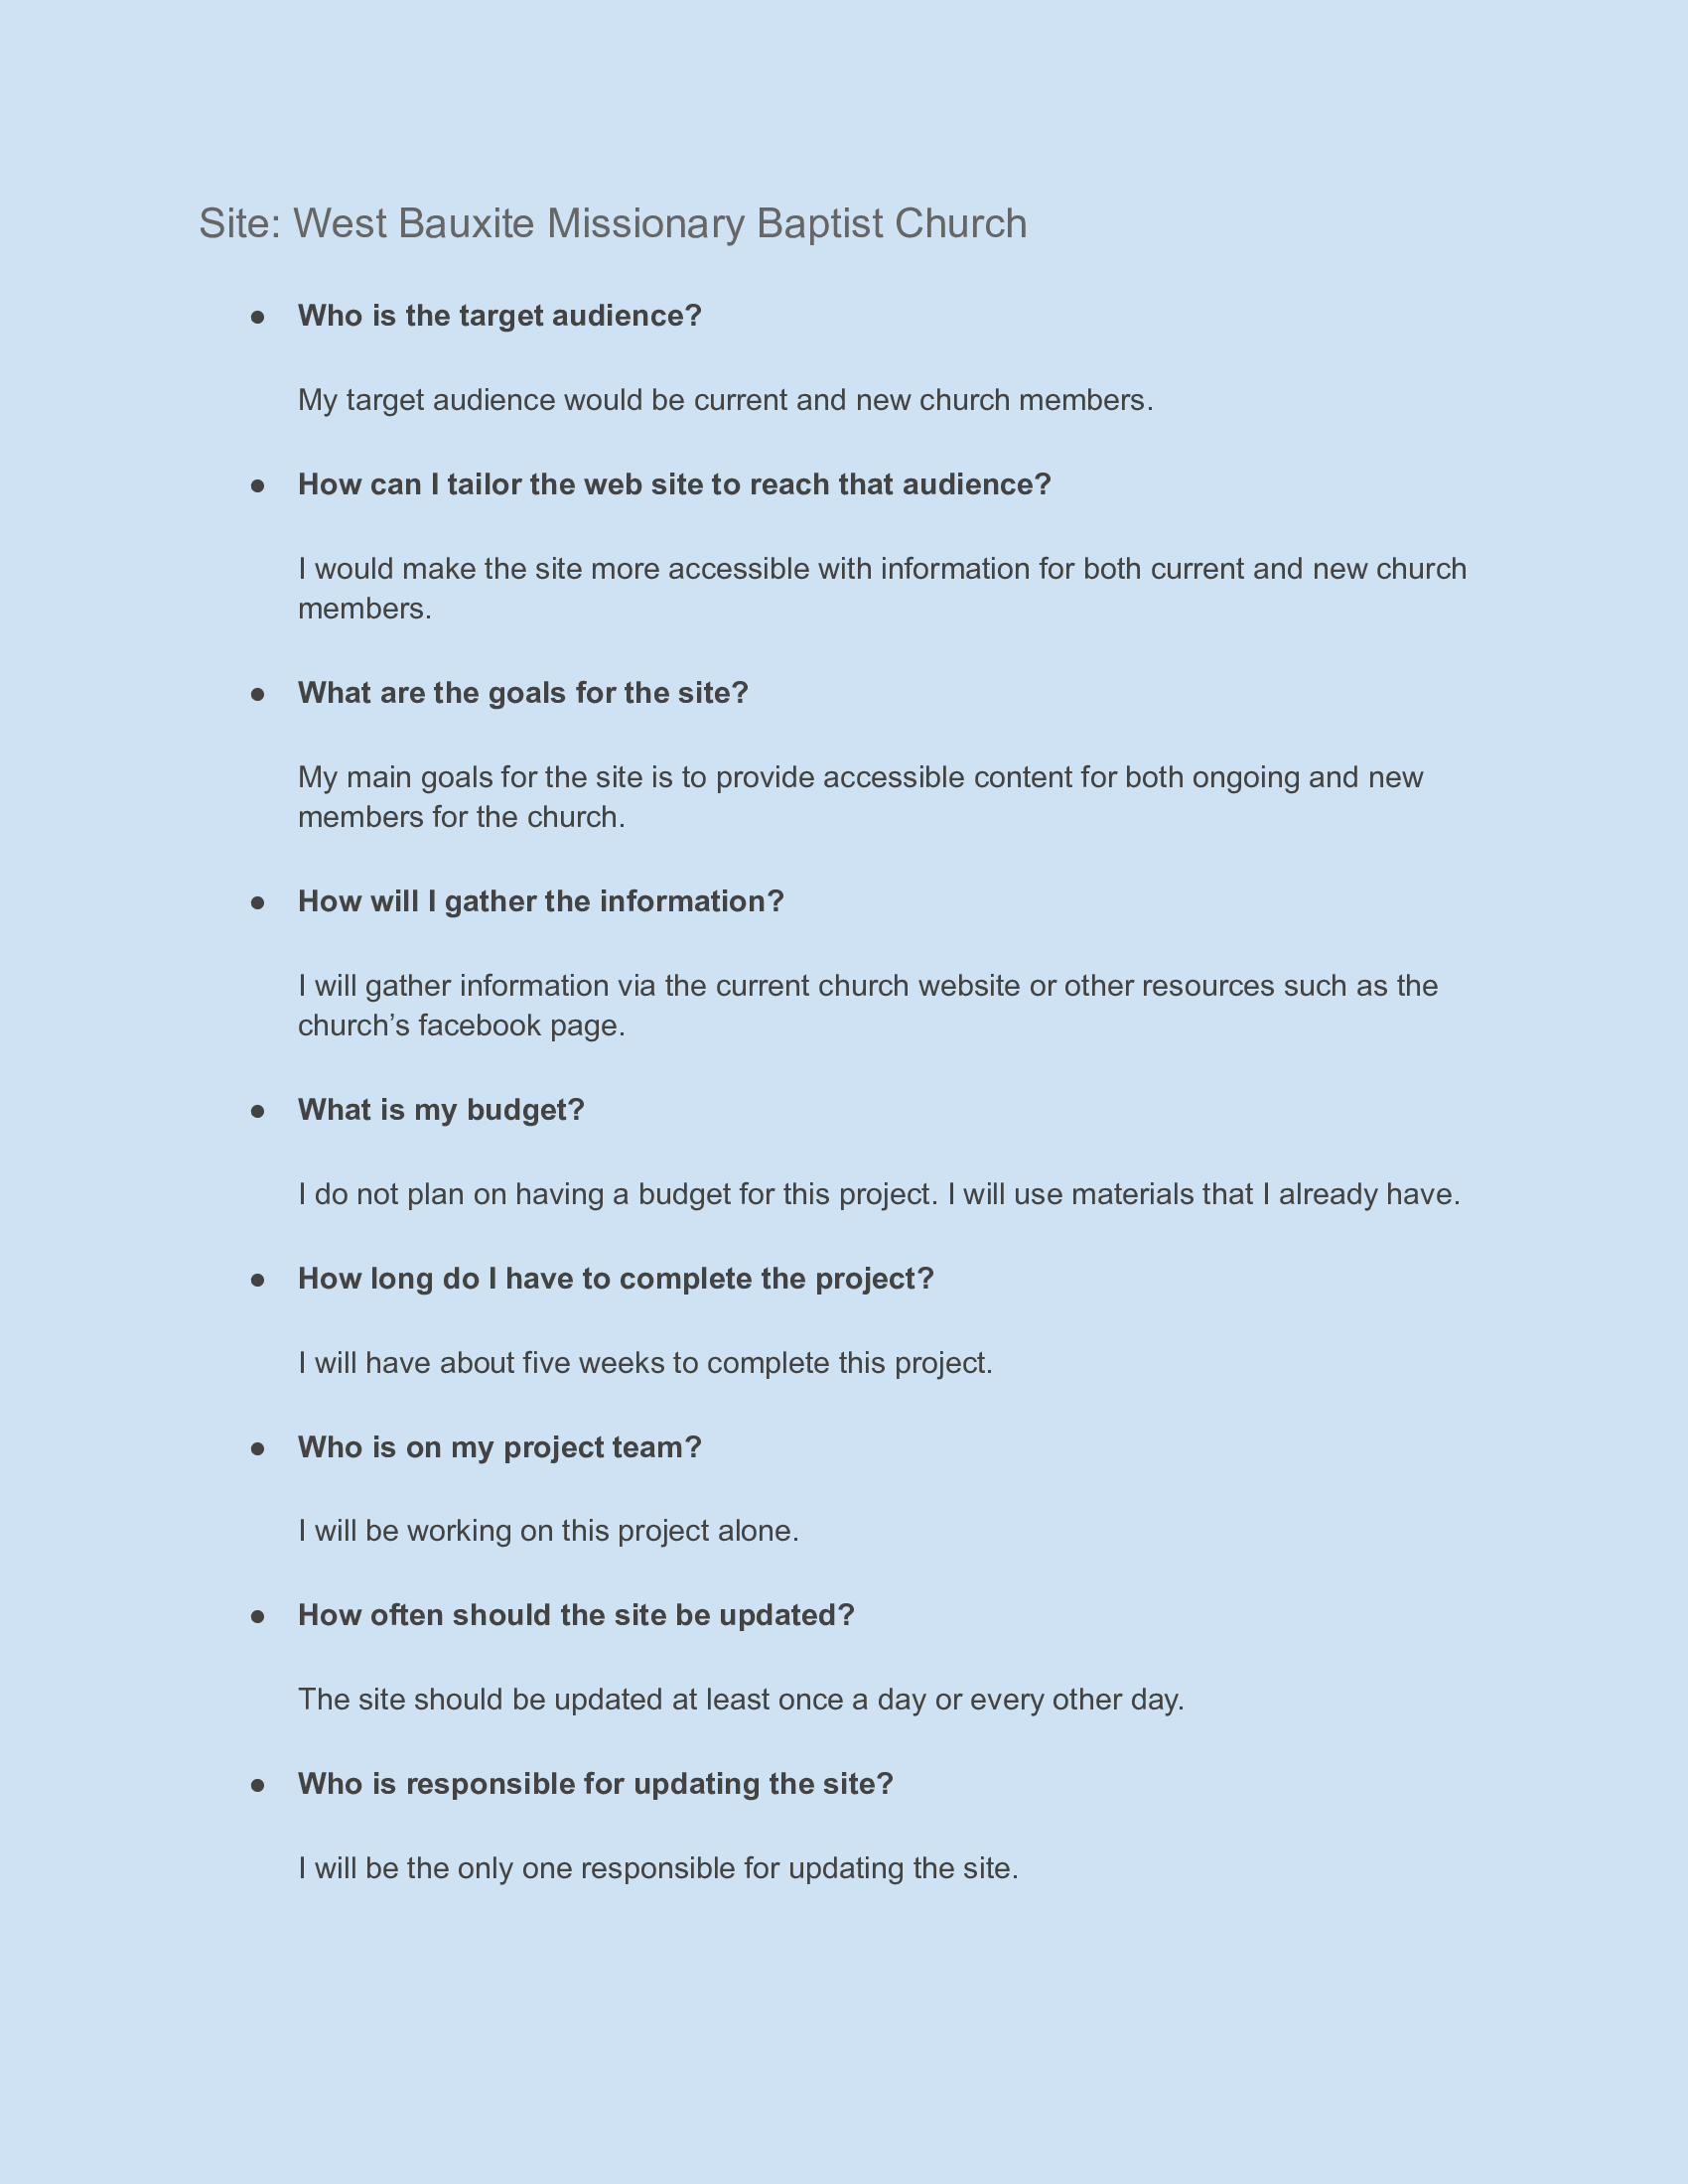 Site: West Bauxite Missionary Baptist Church
● Who is the target audience?
My target audience would be current and new church members.
● How can I tailor the web site to reach that audience?
I would make the site more accessible with information for both current and new church
members.
● What are the goals for the site?
My main goals for the site is to provide accessible content for both ongoing and new
members for the church.
● How will I gather the information?
I will gather information via the current church website or other resources such as the
church’s facebook page.
● What is my budget?
I do not plan on having a budget for this project. I will use materials that I already have.
● How long do I have to complete the project?
I will have about five weeks to complete this project.
● Who is on my project team?
I will be working on this project alone.
● How often should the site be updated?
The site should be updated at least once a day or every other day.
● Who is responsible for updating the site?
I will be the only one responsible for updating the site.